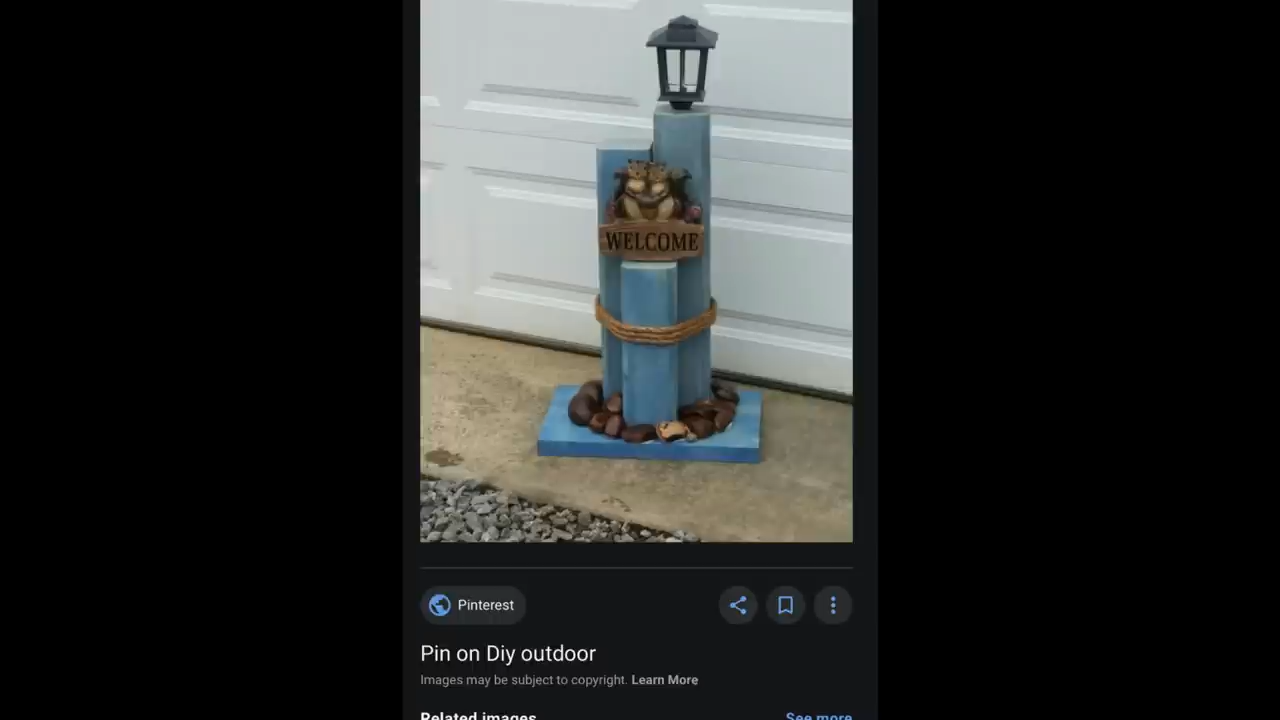 WELCOME
Pinterest
Pin on Diy outdoor
Images may be subject to copyright. Learn More
Related images
See more